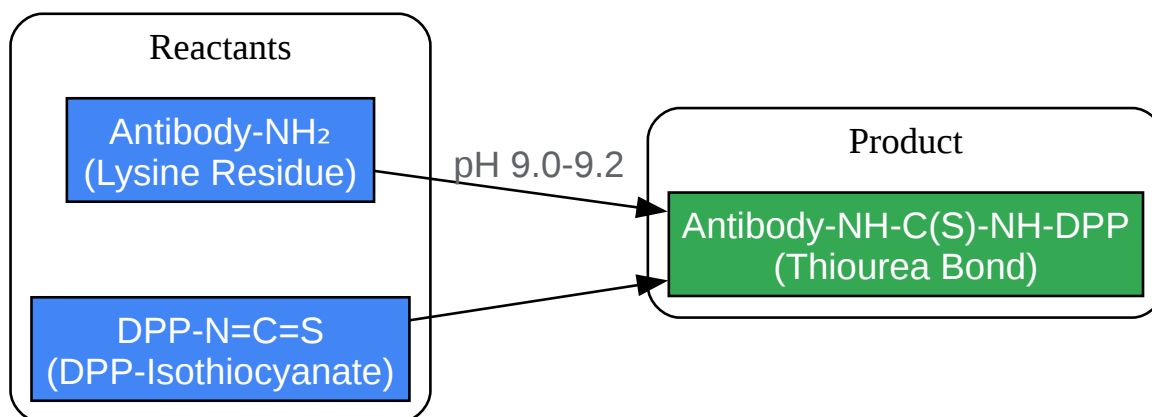 Reactants
Antibody-NH₂
(Lysine Residue)
DPP-N=C=S
(DPP-Isothiocyanate)
pH 9.0-9.2
Product
Antibody-NH-C(S)-NH-DPP
(Thiourea Bond)